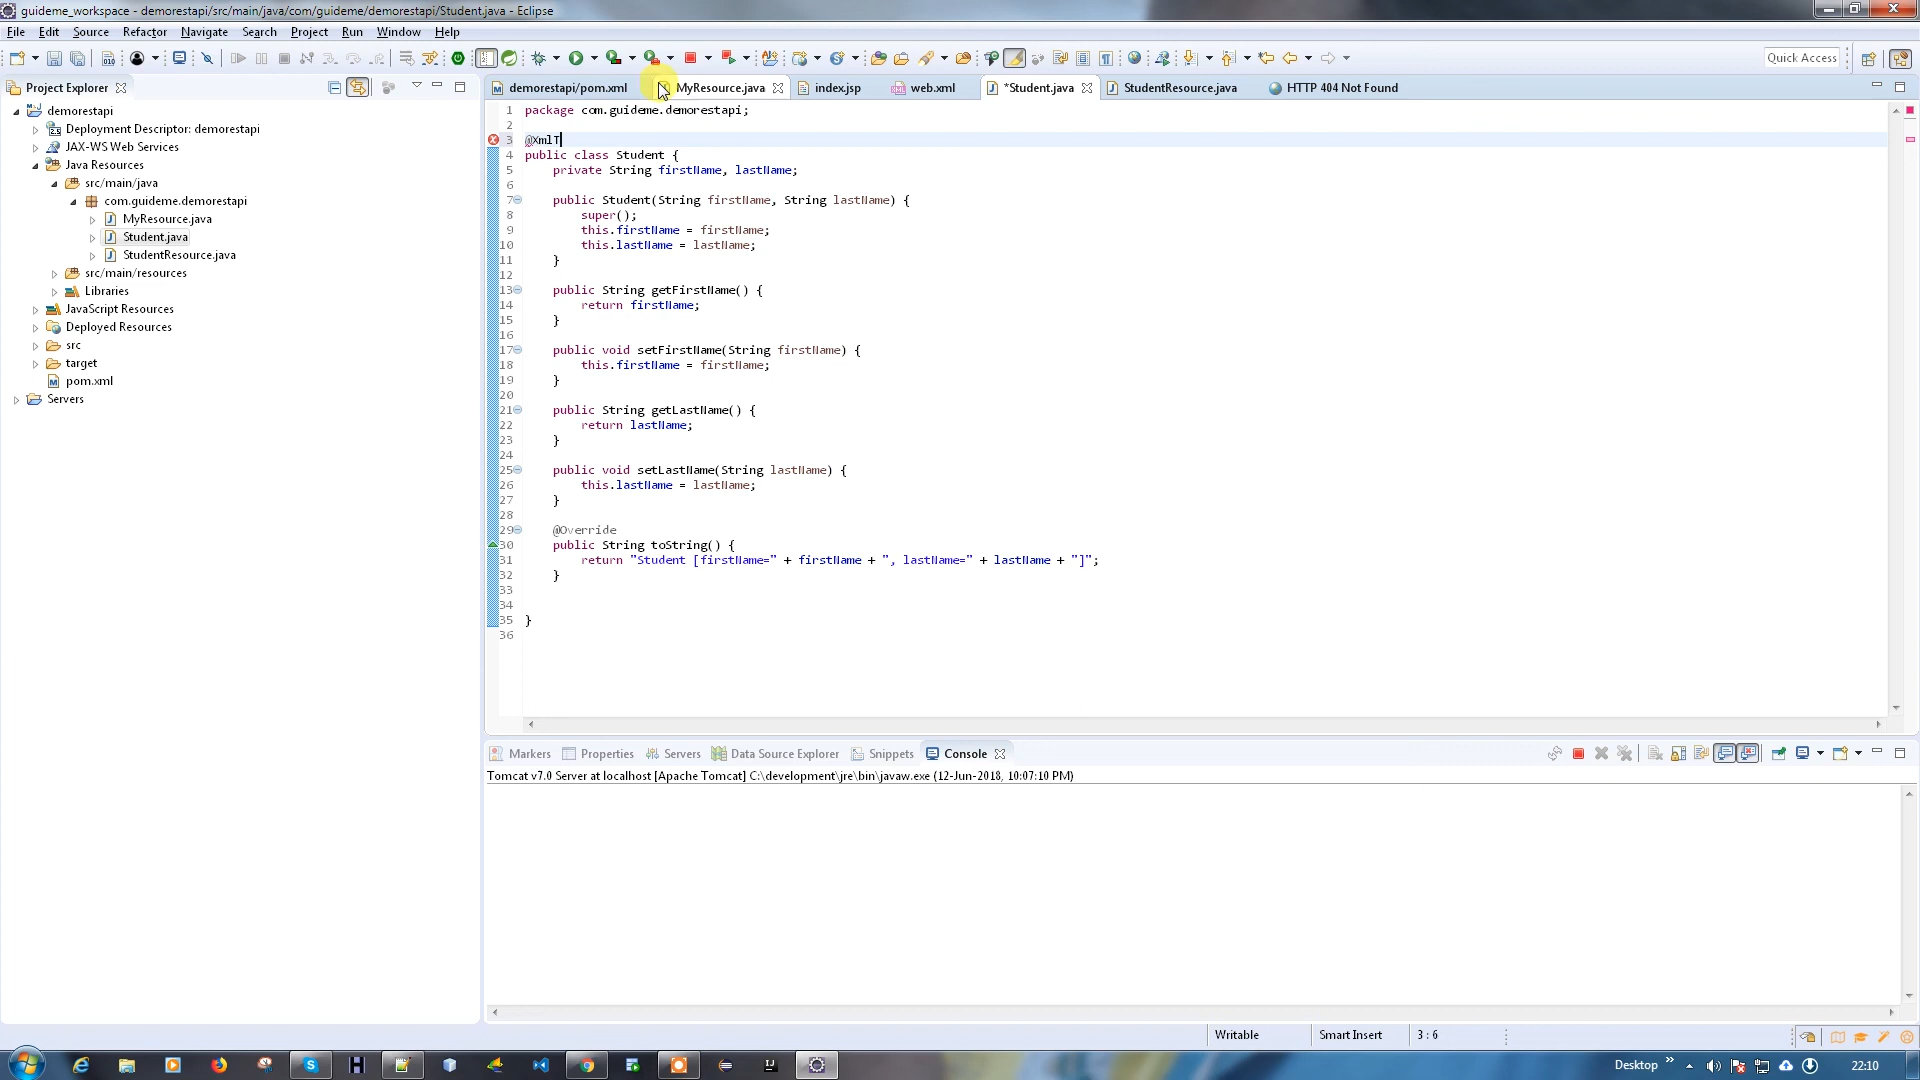 guideme_workspace - demorestapi/src/main/java/com/guideme/demorestapi/Student.java - Eclipse
File Edit Source Refactor Navigate Search Project Run Window Help
Quick Access
Project Explorer
demorestapi/pom.xml MyResource.java index.jsp web.xml *Student.java StudentResource.java HTTP 404 Not Found
demorestapi
Deployment Descriptor: demorestapi
JAX-WS Web Services
Java Resources
src/main/java
com.guideme.demorestapi
MyResource.java
Student.java
StudentResource.java
src/main/resources
Libraries
JavaScript Resources
Deployed Resources
src
target
pom.xml
Servers
1 package com.guideme.demorestapi;
2
3 @XmlT
4 public class Student {
5 private String firstName, lastName;
6
7 public Student(String firstName, String lastName) {
8 super();
9 this.firstName = firstName;
10 this.lastName = lastName;
11 }
12
13 public String getFirstName() {
14 return firstName;
15 }
16
17 public void setFirstName(String firstName) {
18 this.firstName = firstName;
19 }
20
21 public String getLastName() {
22 return lastName;
23 }
24
25 public void setLastName(String lastName) {
26 this.lastName = lastName;
27 }
28
29 @Override
30 public String toString() {
31 return "Student [firstName=" + firstName + ", lastName=" + lastName + "]";
32 }
33
34
35 }
36
Markers Properties Servers Data Source Explorer Snippets Console
Tomcat v7.0 Server at localhost [Apache Tomcat] C:\development\jre\bin\javaw.exe (12-Jun-2018, 10:07:10 PM)
Writable Smart Insert 3 : 6
Desktop 22:10